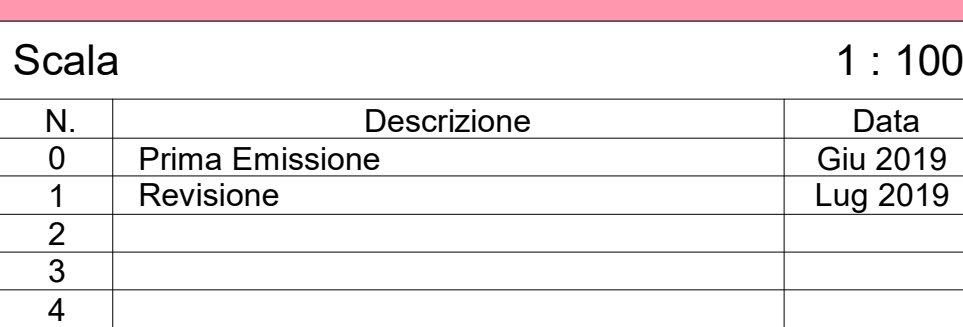 Scala 1 : 100
N. Descrizione Data
0 Prima Emissione Giu 2019
1 Revisione Lug 2019
2
3
4